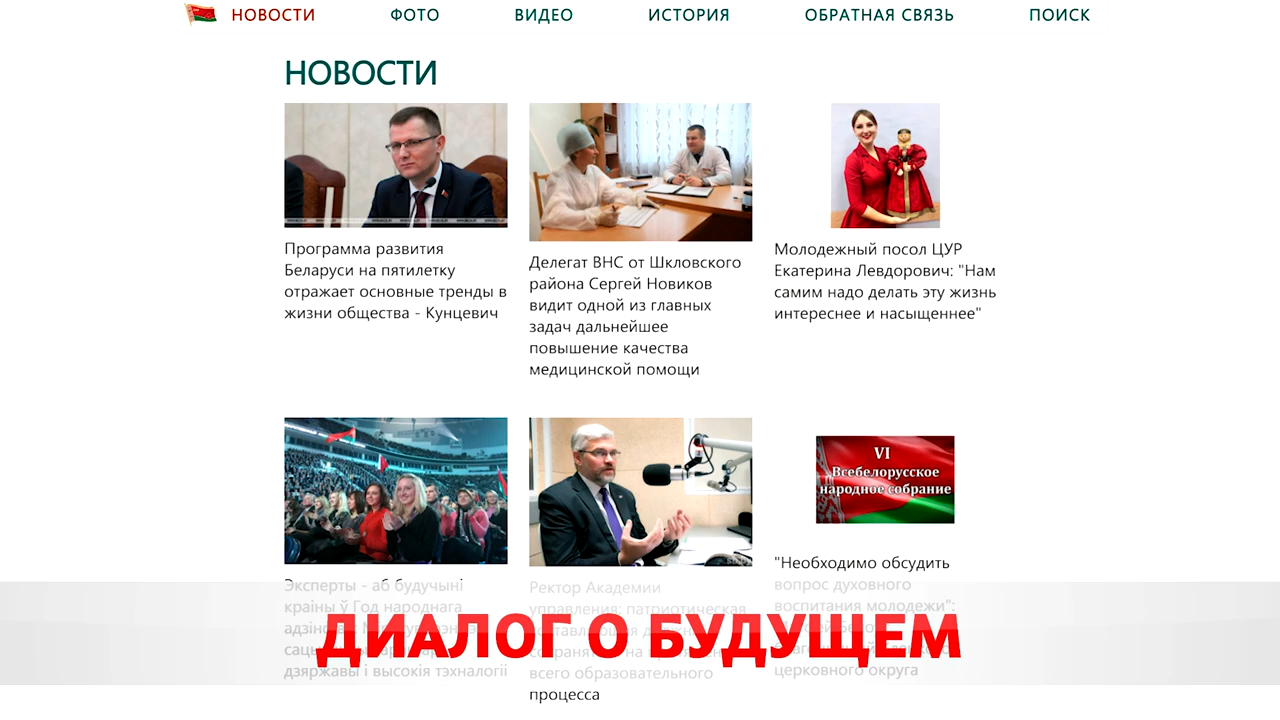 НОВОСТИ
ФОТО
ВИДЕО
ИСТОРИЯ
ОБРАТНАЯ СВЯЗЬ
ПОИСК
НОВОСТИ
Программа развития
Беларуси на пятилетку
отражает основные тренды в
жизни общества - Кунцевич
Делегат ВНС от Шкловского
района Сергей Новиков
видит одной из главных
задач дальнейшее
повышение качества
медицинской помощи
Молодежный посол ЦУР
Екатерина Левдорович: "Нам
самим надо делать эту жизнь
интереснее и насыщеннее"
Эксперты - аб будучыні
краіны ў Год народнага
дзяржавы і высокія тэхналогіі
Ректор Академии
управления: патриотическая
всего образовательного
процесса
VI
Всебелорусское
народное собрание
"Необходимо обсудить
вопрос духовного
воспитания молодежи":
церковного округа
ДИАЛОГ О БУДУЩЕМ